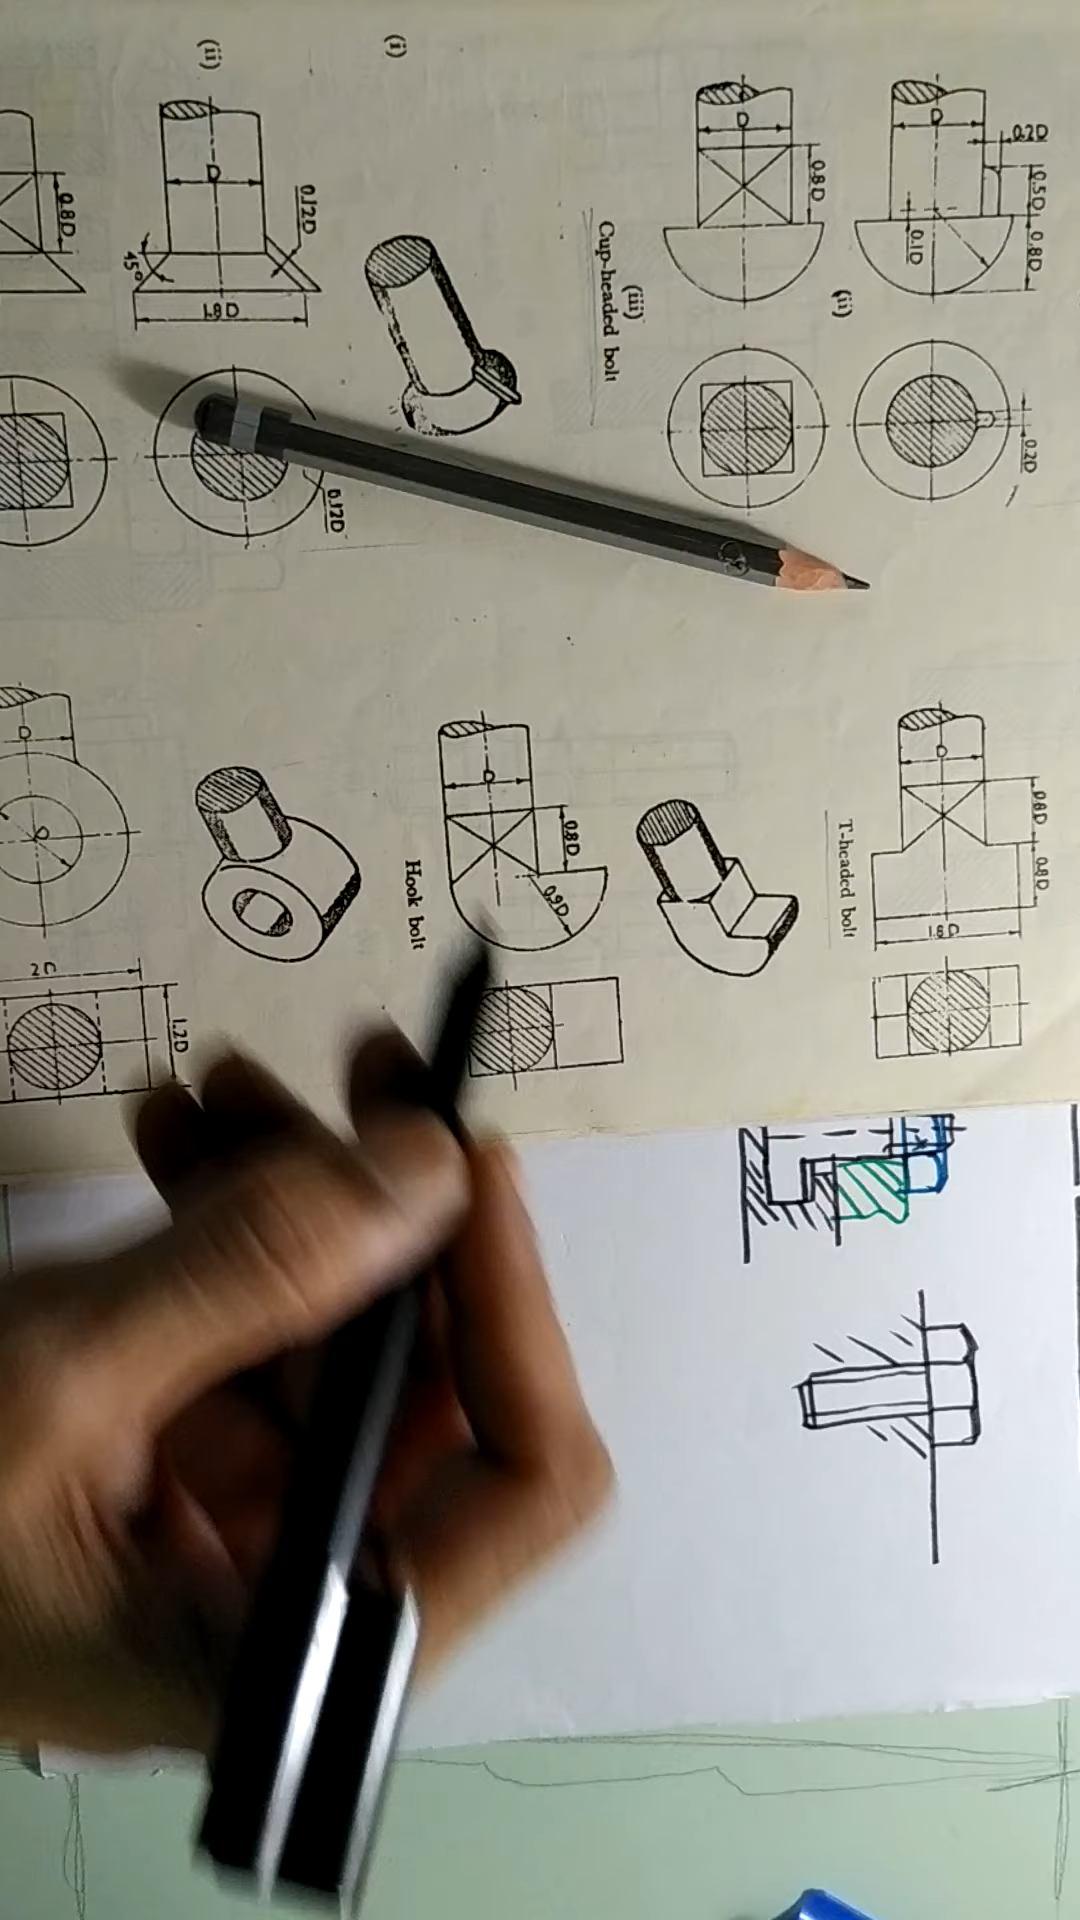 D
0.2D
0.5D
0.8D
0.1D
(ii)
0.2D
D
0.8D
(iii)
Cup-headed bolt
(i)
D
0.12D
45°
1.8D
(ii)
0.12D
0.8D
D
0.8D
0.8D
1.8D
T-headed bolt
D
0.8D
0.9D
Hook bolt
D
D
1.2D